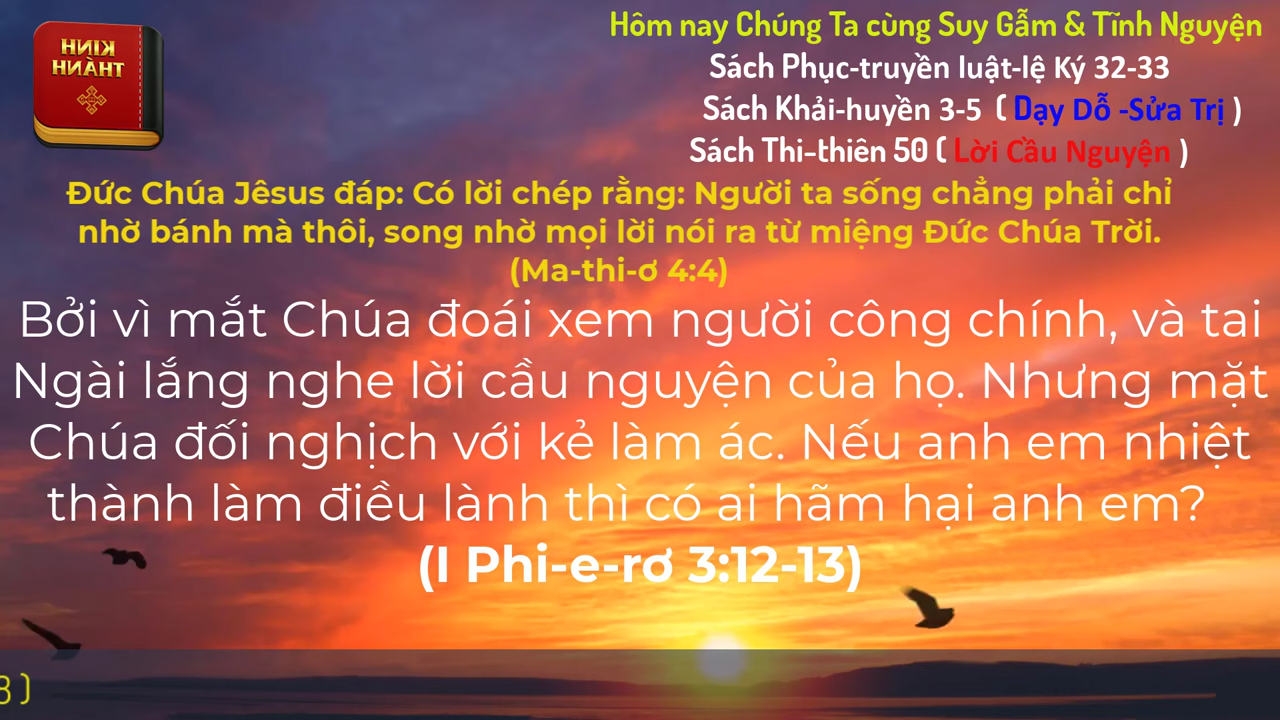 KINH
THÀNH
Hôm nay Chúng Ta cùng Suy Gẫm & Tĩnh Nguyện
Sách Phục-truyền luật-lệ Ký 32-33
Sách Khải-huyền 3-5 ( Dạy Dỗ -Sửa Trị )
Sách Thi-thiên 50 ( Lời Cầu Nguyện )
Đức Chúa Jêsus đáp: Có lời chép rằng: Người ta sống chẳng phải chỉ
nhờ bánh mà thôi, song nhờ mọi lời nói ra từ miệng Đức Chúa Trời.
(Ma-thi-ơ 4:4)
Bởi vì mắt Chúa đoái xem người công chính, và tai
Ngài lắng nghe lời cầu nguyện của họ. Nhưng mặt
Chúa đối nghịch với kẻ làm ác. Nếu anh em nhiệt
thành làm điều lành thì có ai hãm hại anh em?
(I Phi-e-rơ 3:12-13)
)